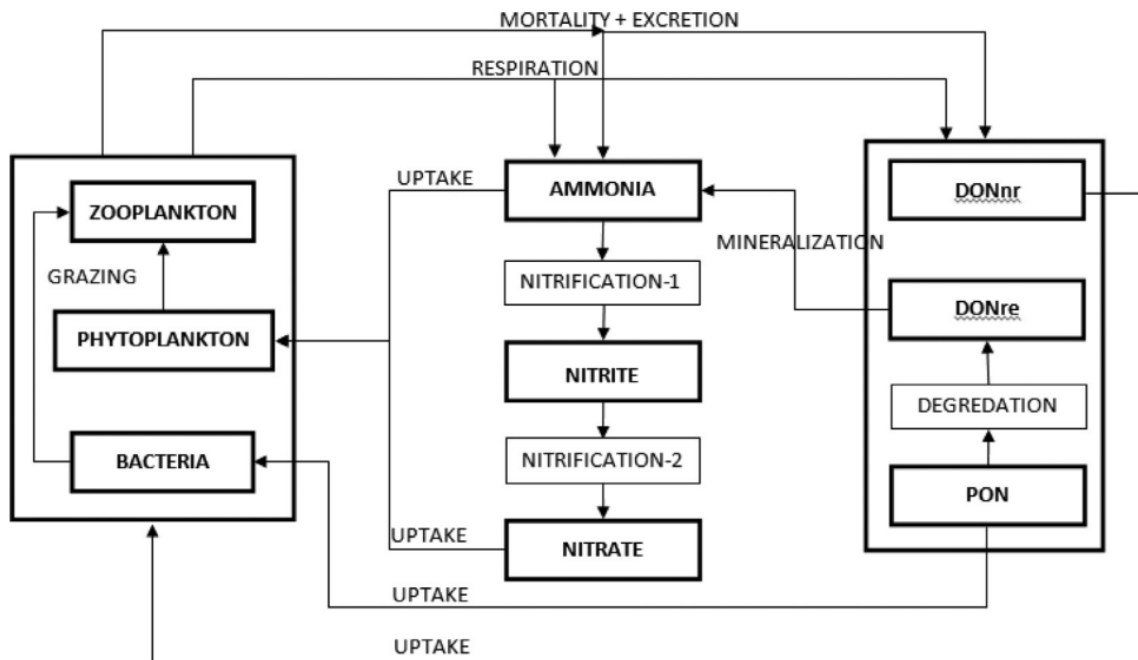 MORTALITY + EXCRETION
RESPIRATION
UPTAKE
AMMONIA
DONnr
ZOOPLANKTON
MINERALIZATION
GRAZING
NITRIFICATION-1
DONre
PHYTOPLANKTON
NITRITE
DEGREDATION
BACTERIA
NITRIFICATION-2
PON
UPTAKE
NITRATE
UPTAKE
UPTAKE